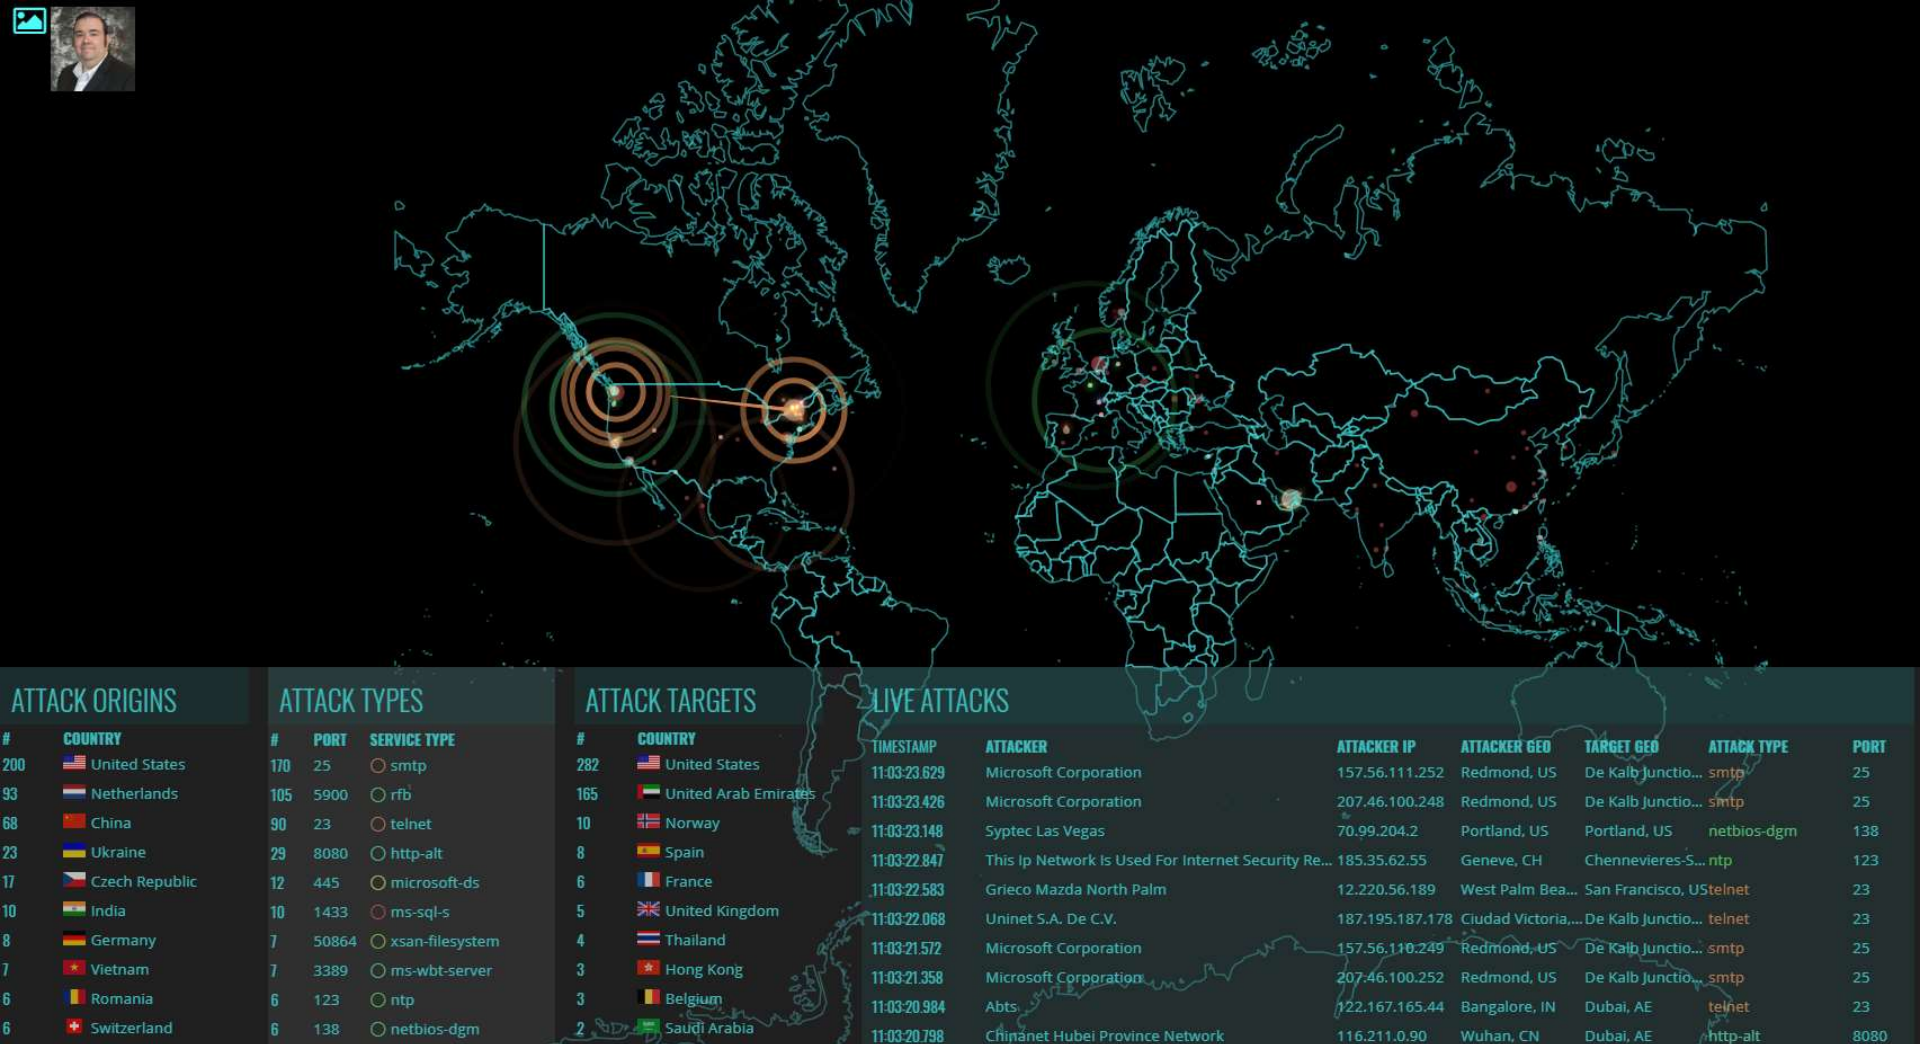 ATTACK ORIGINS
# COUNTRY
200 United States
93 Netherlands
68 China
23 Ukraine
17 Czech Republic
10 India
8 Germany
7 Vietnam
6 Romania
6 Switzerland
ATTACK TYPES
# PORT SERVICE TYPE
170 25 smtp
105 5900 rfb
90 23 telnet
29 8080 http-alt
12 445 microsoft-ds
10 1433 ms-sql-s
7 50864 xsan-filesystem
7 3389 ms-wbt-server
6 123 ntp
6 138 netbios-dgm
ATTACK TARGETS
# COUNTRY
282 United States
165 United Arab Emirates
10 Norway
8 Spain
6 France
5 United Kingdom
4 Thailand
3 Hong Kong
3 Belgium
2 Saudi Arabia
LIVE ATTACKS
TIMESTAMP ATTACKER ATTACKER IP ATTACKER GEO TARGET GEO ATTACK TYPE PORT
11:03:23.629 Microsoft Corporation 157.56.111.252 Redmond, US De Kalb Junctio... smtp 25
11:03:23.426 Microsoft Corporation 207.46.100.248 Redmond, US De Kalb Junctio... smtp 25
11:03:23.148 Syptec Las Vegas 70.99.204.2 Portland, US Portland, US netbios-dgm 138
11:03:22.847 This Ip Network Is Used For Internet Security Re... 185.35.62.55 Geneve, CH Chennevieres-S... ntp 123
11:03:22.583 Grieco Mazda North Palm 12.220.56.189 West Palm Bea... San Francisco, US telnet 23
11:03:22.068 Uninet S.A. De C.V. 187.195.187.178 Ciudad Victoria,... De Kalb Junctio... telnet 23
11:03:21.572 Microsoft Corporation 157.56.110.249 Redmond, US De Kalb Junctio... smtp 25
11:03:21.358 Microsoft Corporation 207.46.100.252 Redmond, US De Kalb Junctio... smtp 25
11:03:20.984 Abts 122.167.165.44 Bangalore, IN Dubai, AE telnet 23
11:03:20.798 Chinanet Hubei Province Network 116.211.0.90 Wuhan, CN Dubai, AE http-alt 8080